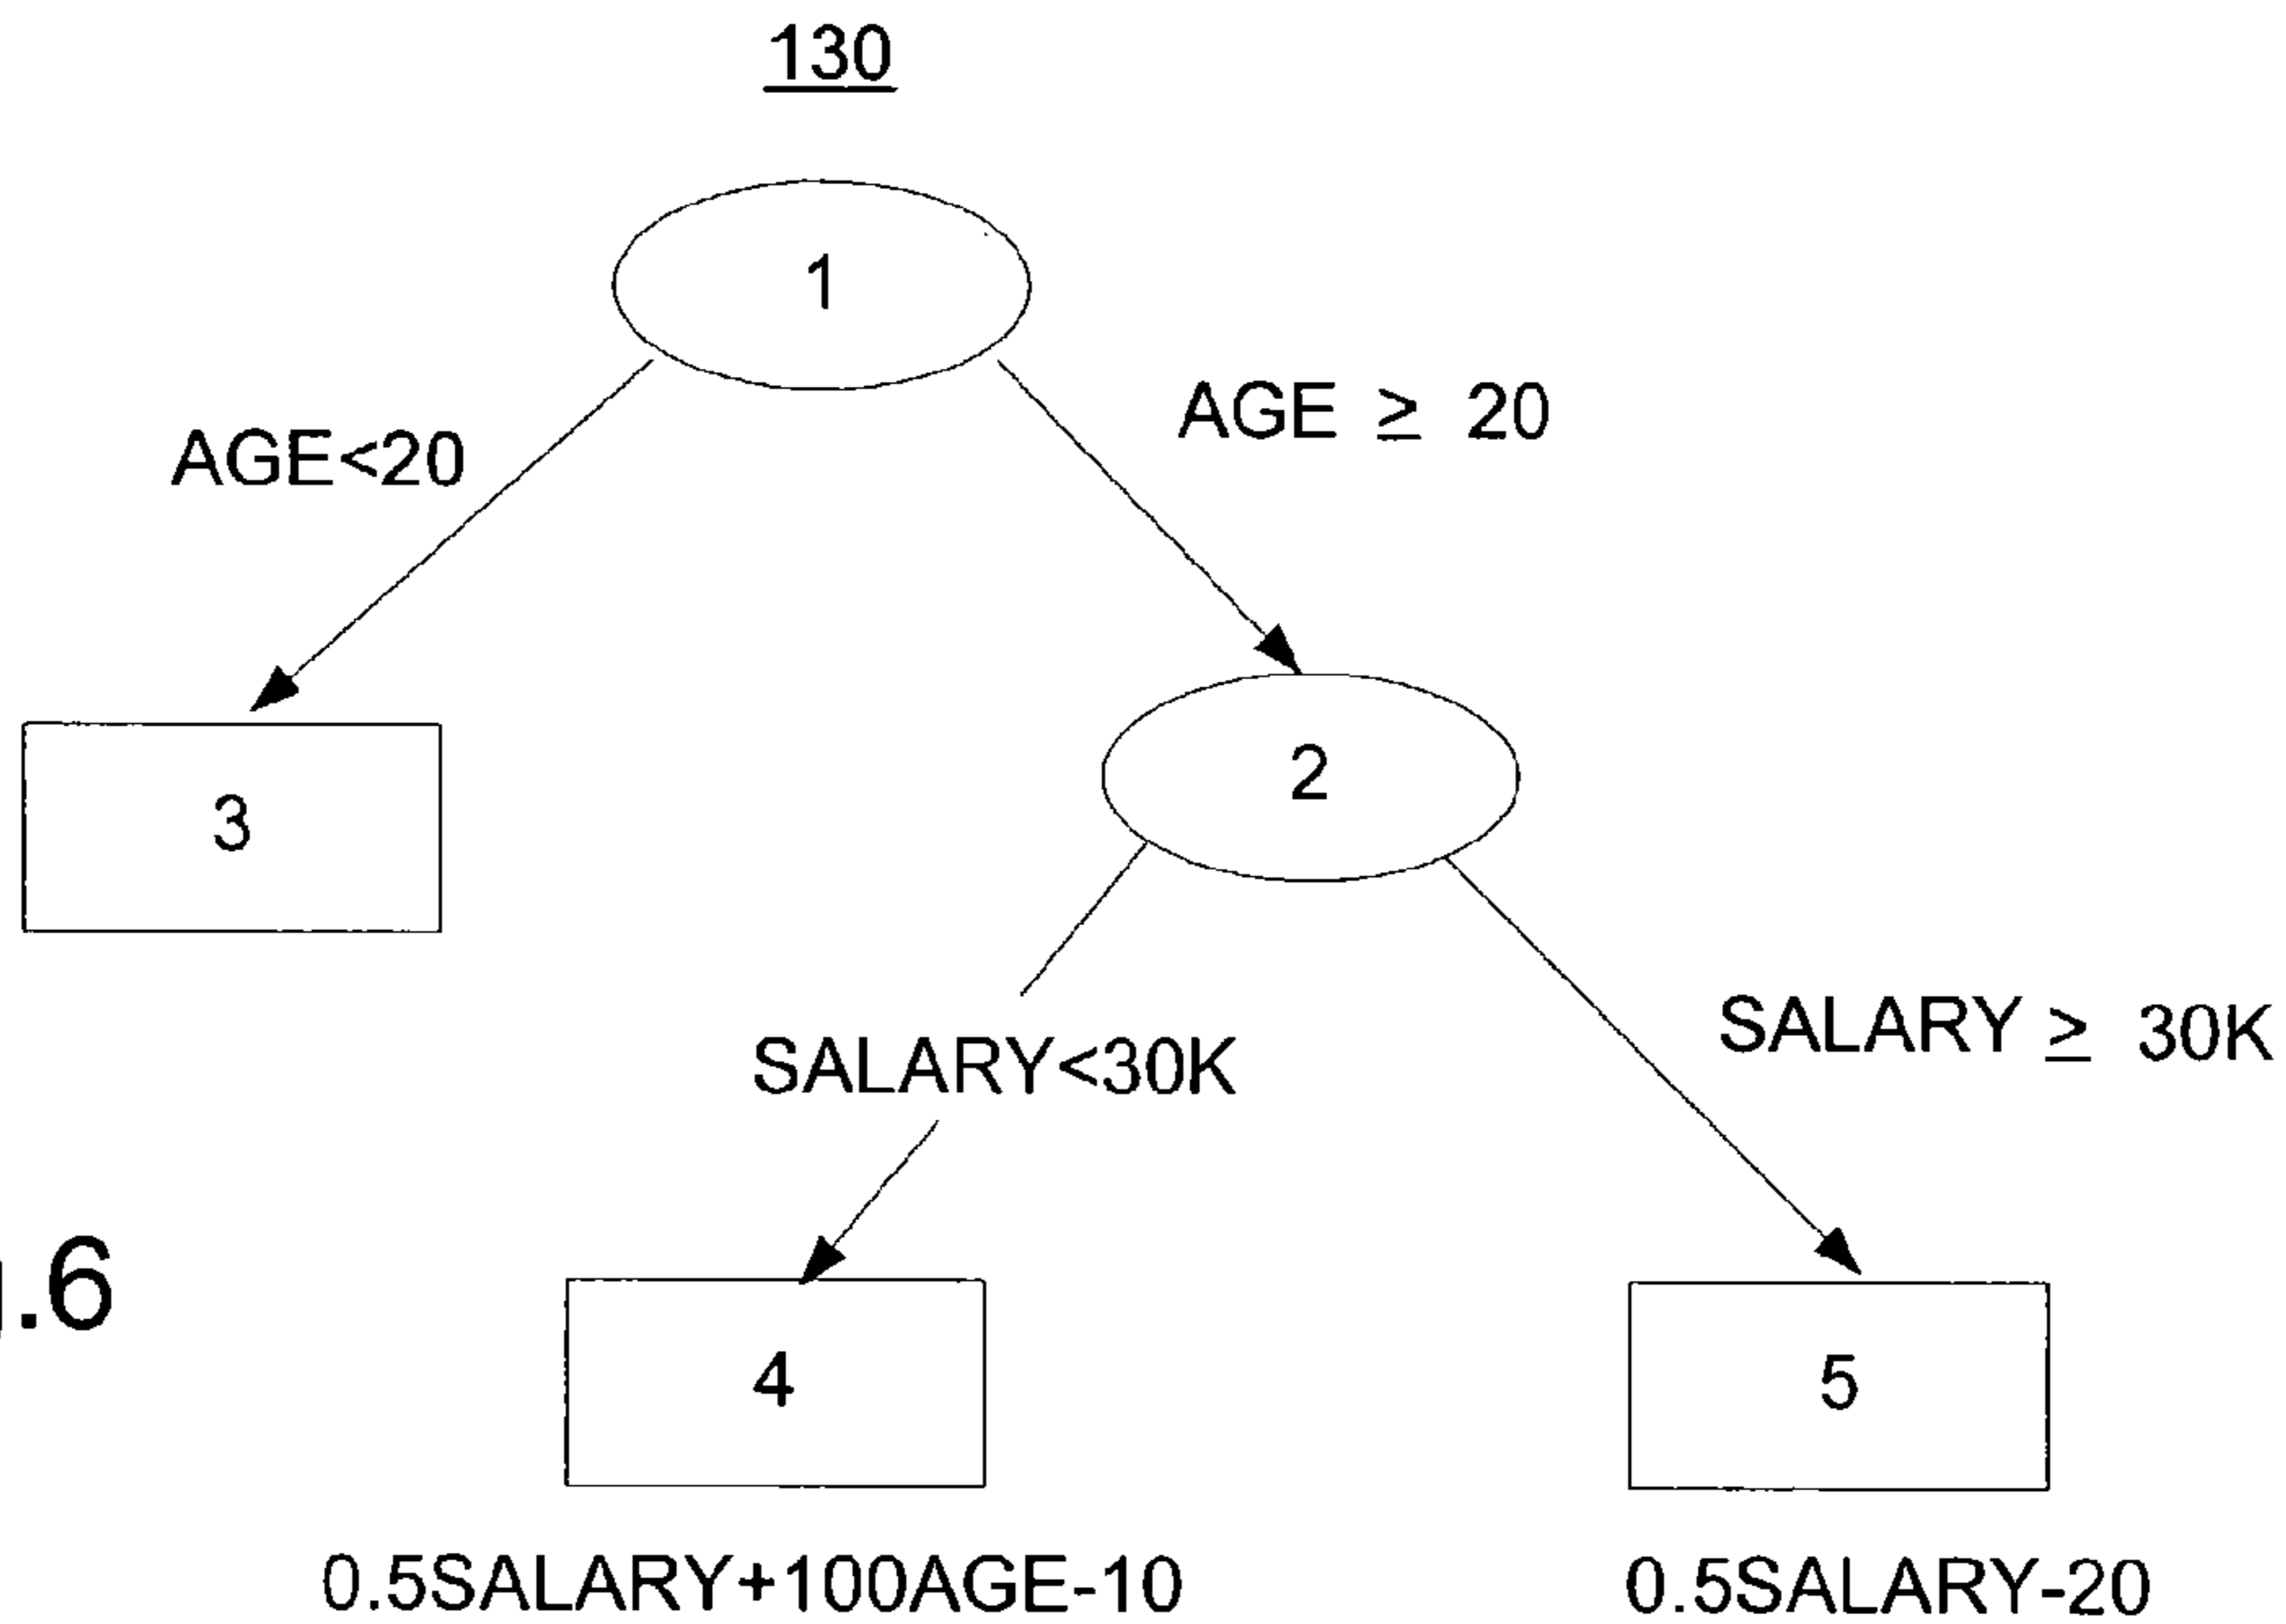 130
1
AGE<20
AGE ≥ 20
3
2
SALARY<30K
SALARY ≥ 30K
.6
4
5
0.5SALARY+100AGE-10
0.5SALARY-20